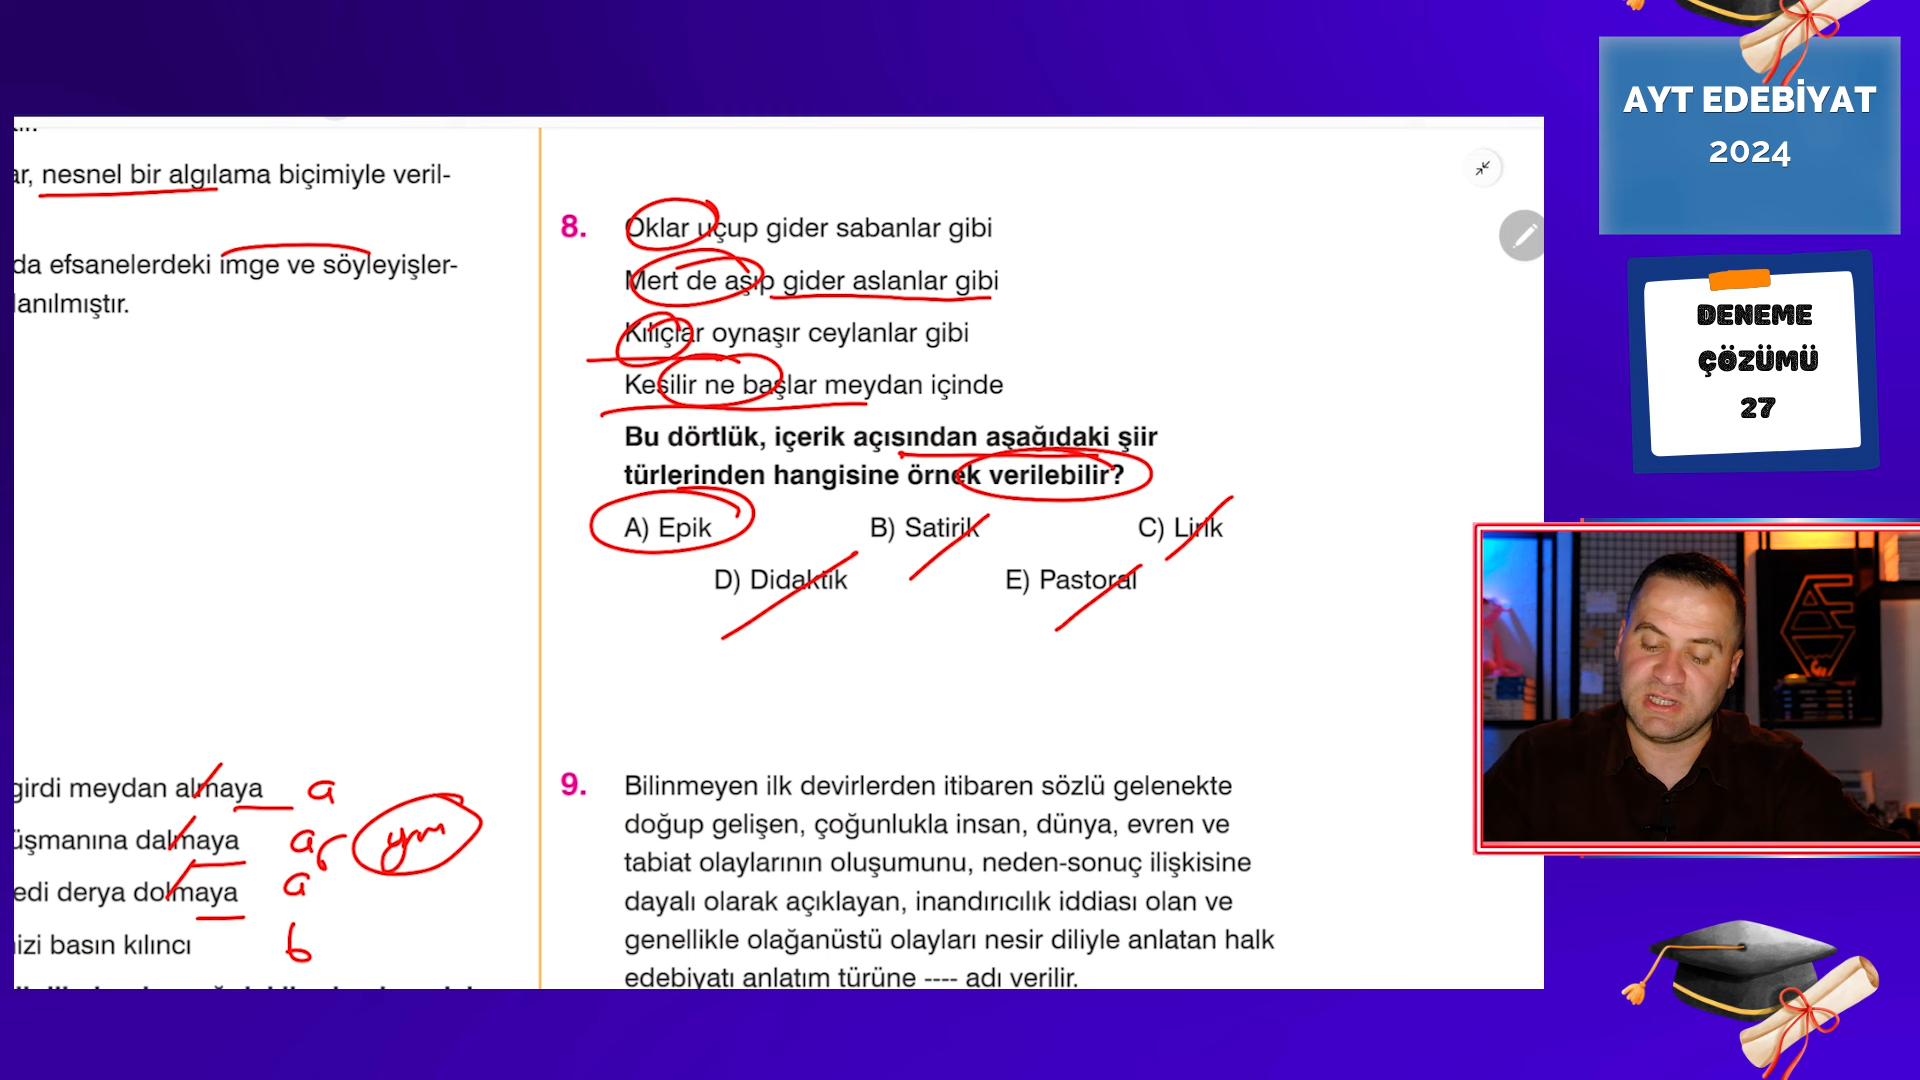 ar, nesnel bir algılama biçimiyle veril-
da efsanelerdeki imge ve söyleyişler-
lanılmıştır.
girdi meydan almaya a
üşmanına dalmaya a
edi derya dolmaya a
izi basın kılıncı b
8. Oklar uçup gider sabanlar gibi
Mert de aşıp gider aslanlar gibi
Kılıçlar oynaşır ceylanlar gibi
Kesilir ne başlar meydan içinde
Bu dörtlük, içerik açısından aşağıdaki şiir
türlerinden hangisine örnek verilebilir?
A) Epik B) Satirik C) Lirik
D) Didaktik E) Pastoral
9. Bilinmeyen ilk devirlerden itibaren sözlü gelenekte
doğup gelişen, çoğunlukla insan, dünya, evren ve
tabiat olaylarının oluşumunu, neden-sonuç ilişkisine
dayalı olarak açıklayan, inandırıcılık iddiası olan ve
genellikle olağanüstü olayları nesir diliyle anlatan halk
edebiyatı anlatım türüne ---- adı verilir.
AYT EDEBİYAT
2024
DENEME
ÇÖZÜMÜ
27